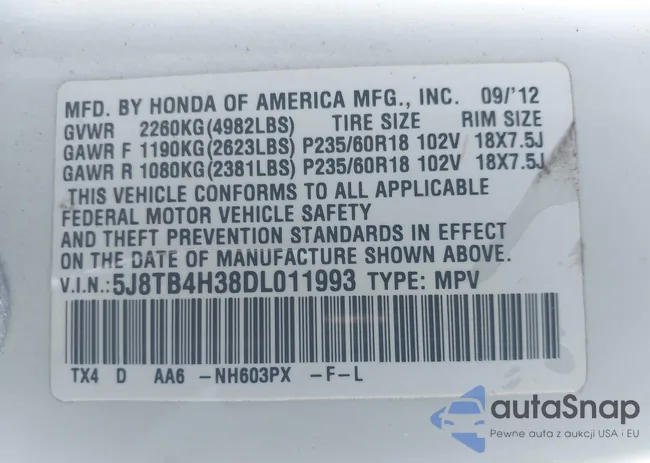 MFD. BY HONDA OF AMERICA MFG., INC. 09/'12
GVWR 2260KG(4982LBS) TIRE SIZE RIM SIZE
GAWR F 1190KG(2623LBS) P235/60R18 102V 18X7.5J
GAWR R 1080KG(2381LBS) P235/60R18 102V 18X7.5J
THIS VEHICLE CONFORMS TO ALL APPLICABLE
FEDERAL MOTOR VEHICLE SAFETY
AND THEFT PREVENTION STANDARDS IN EFFECT
ON THE DATE OF MANUFACTURE SHOWN ABOVE.
V.I.N.:5J8TB4H38DL011993 TYPE: MPV
TX4 D AA6 -NH603PX -F-L
autaSnap
Pewne auta z aukcji USA i EU